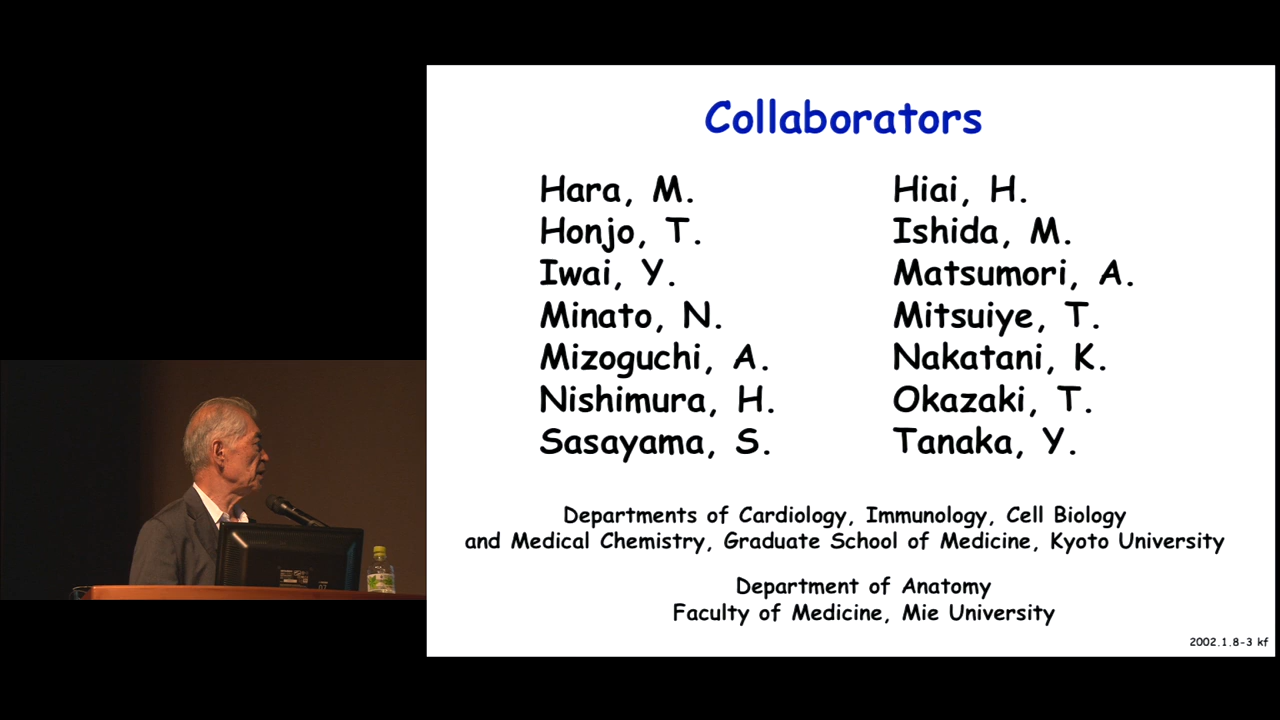 Collaborators
Hara, M.
Honjo, T.
Iwai, Y.
Minato, N.
Mizoguchi, A.
Nishimura, H.
Sasayama, S.
Hiai, H.
Ishida, M.
Matsumori, A.
Mitsuiye, T.
Nakatani, K.
Okazaki, T.
Tanaka, Y.
Departments of Cardiology, Immunology, Cell Biology
and Medical Chemistry, Graduate School of Medicine, Kyoto University
Department of Anatomy
Faculty of Medicine, Mie University
2002.1.8-3 kf